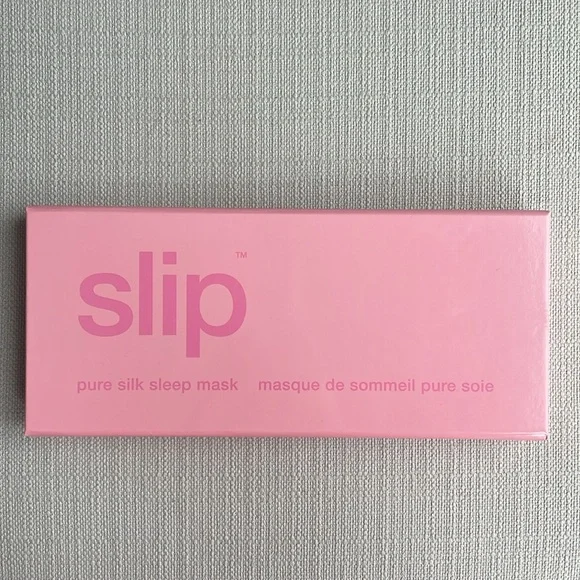 slip™
pure silk sleep mask masque de sommeil pure soie